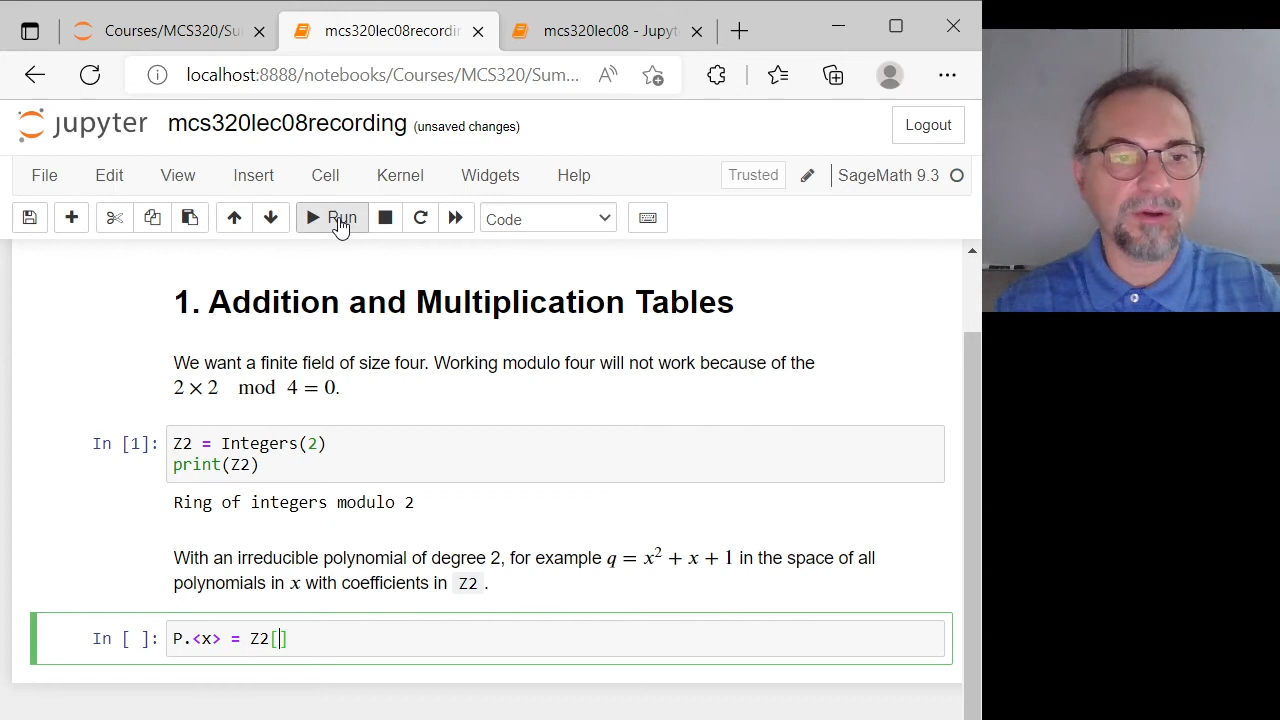 Courses/MCS320/Su
mcs320lec08recordin
mcs320lec08 - Jupyt
localhost:8888/notebooks/Courses/MCS320/Sum...
jupyter mcs320lec08recording (unsaved changes)
Logout
File Edit View Insert Cell Kernel Widgets Help
Trusted
SageMath 9.3
Run
Code
1. Addition and Multiplication Tables
We want a finite field of size four. Working modulo four will not work because of the
2 × 2 mod 4 = 0.
In [1]: Z2 = Integers(2)
print(Z2)
Ring of integers modulo 2
With an irreducible polynomial of degree 2, for example q = x² + x + 1 in the space of all
polynomials in x with coefficients in Z2 .
In [ ]: P.<x> = Z2[]